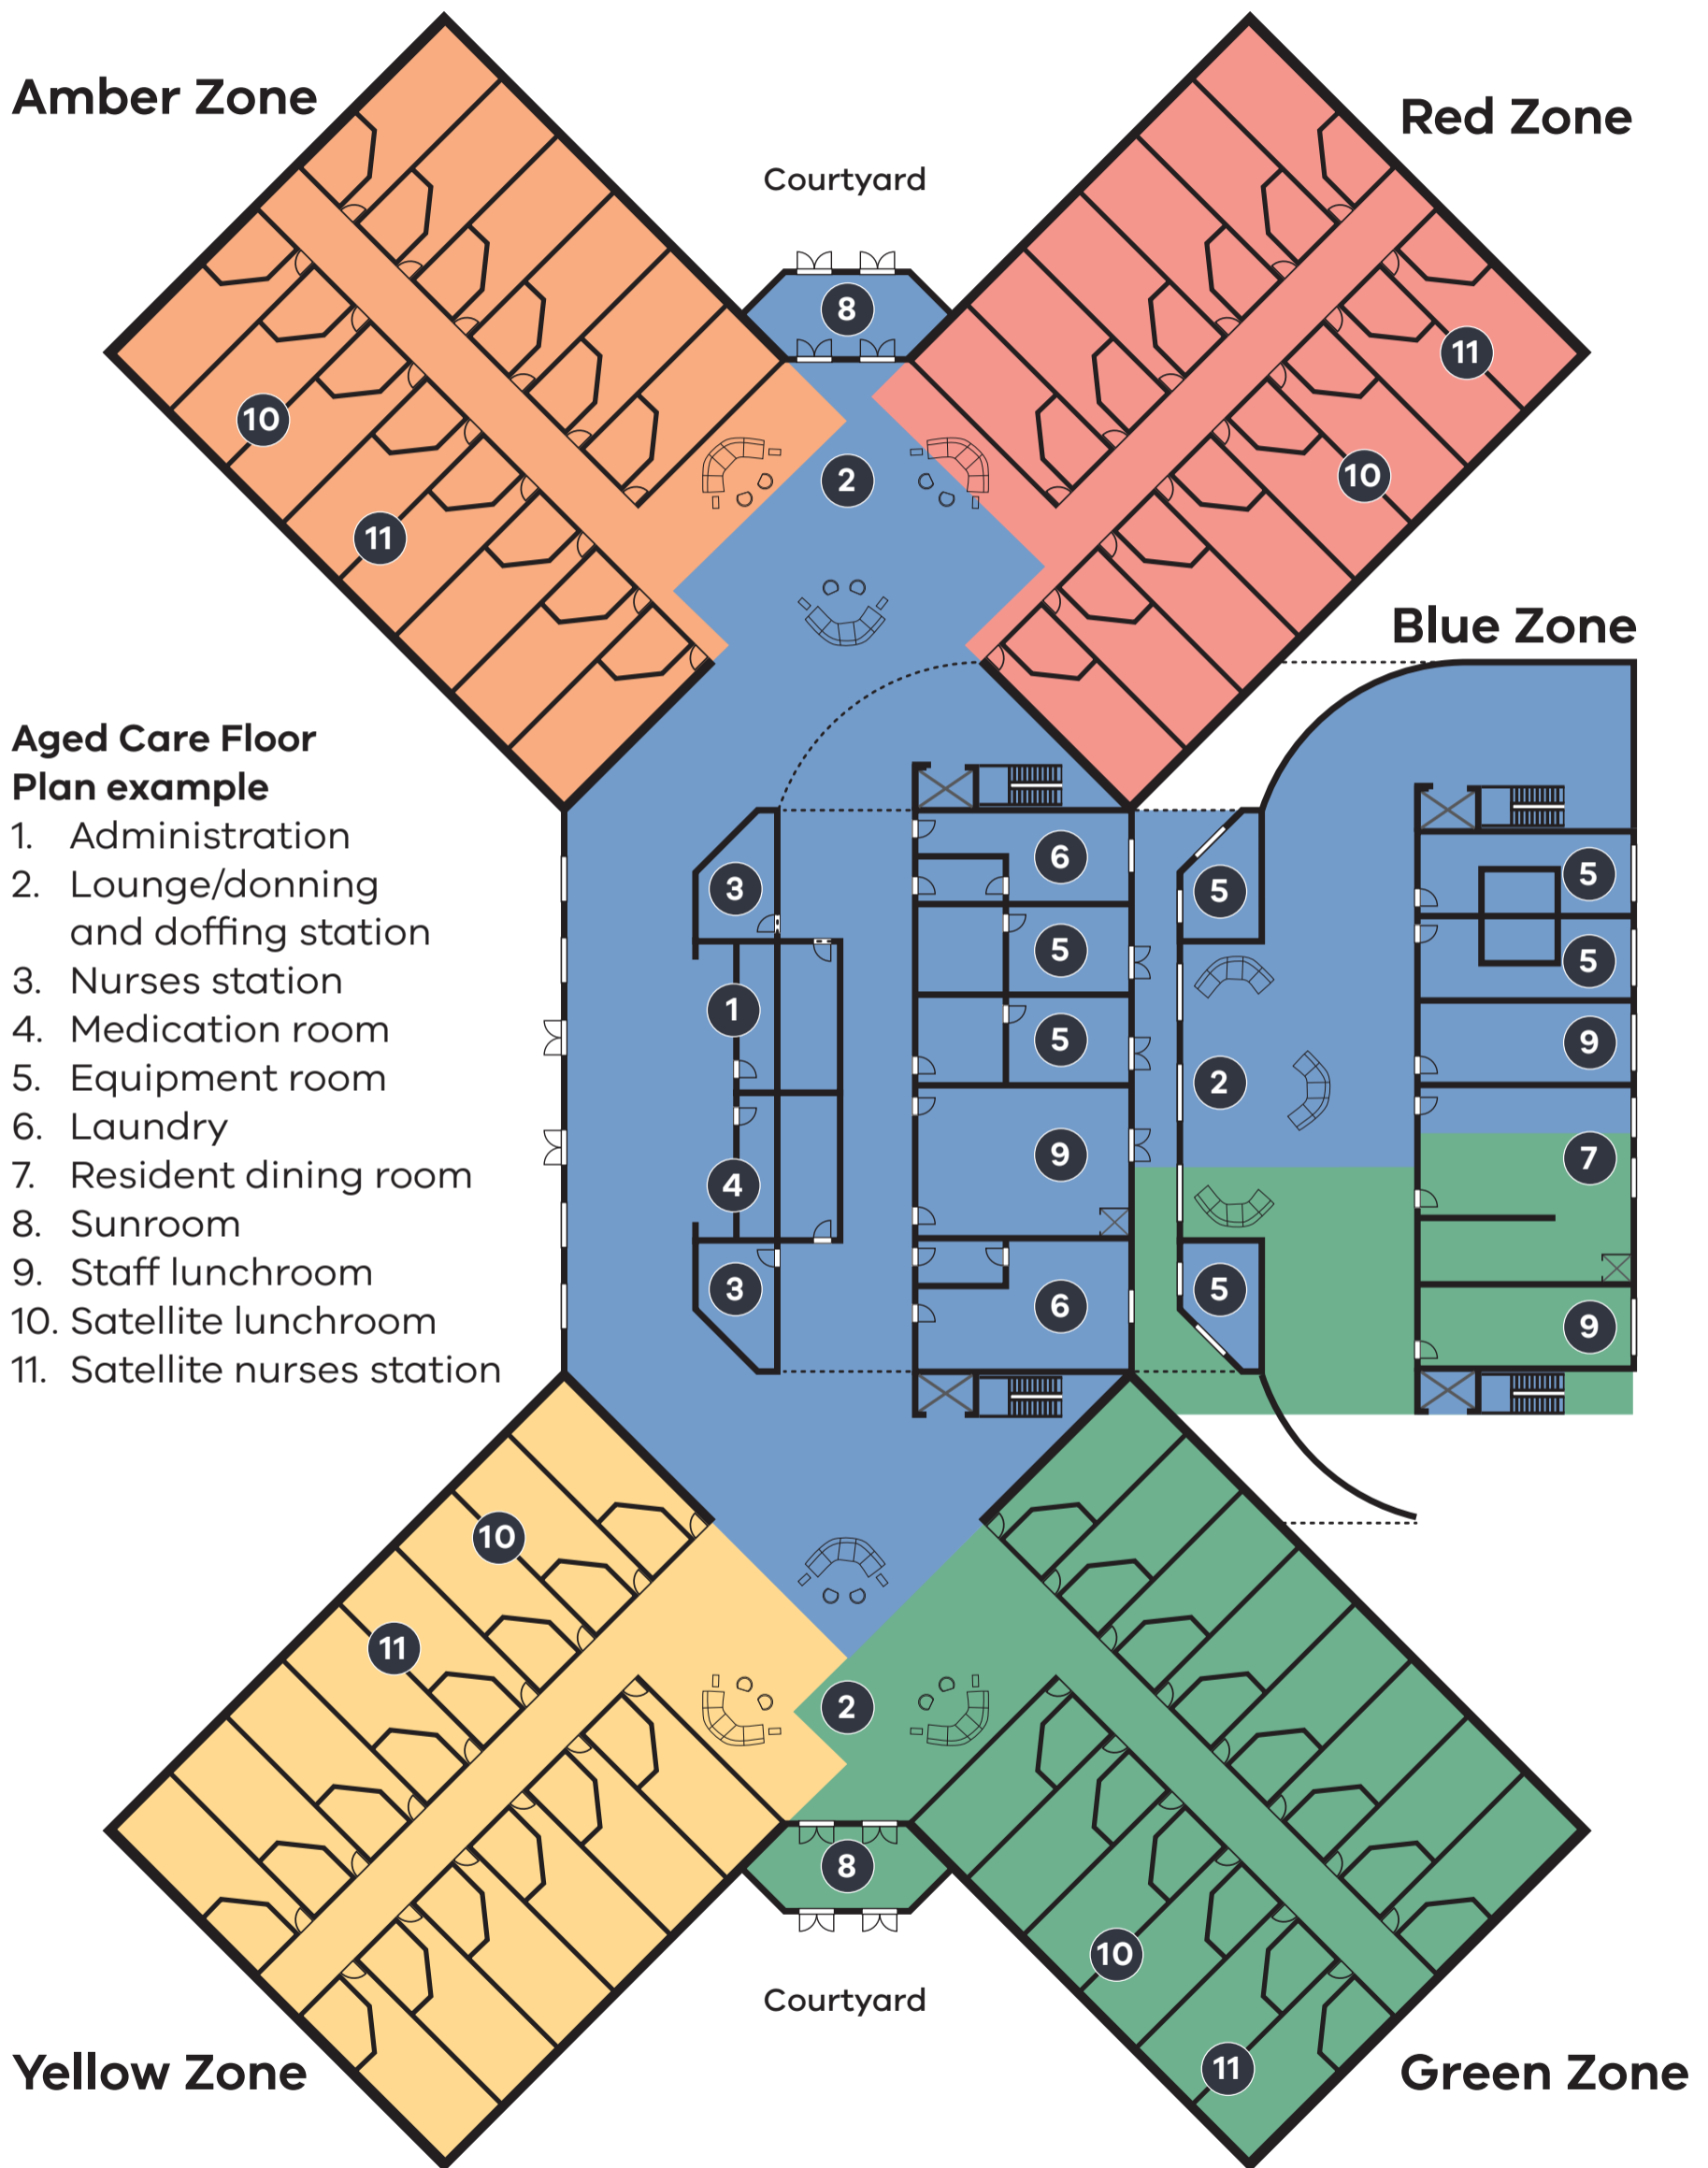 Amber Zone
Red Zone
Courtyard
8
11
10
10
2
11
Blue Zone
Aged Care Floor
Plan example
1. Administration
2. Lounge/donning
and doffing station
3. Nurses station
4. Medication room
5. Equipment room
6. Laundry
7. Resident dining room
8. Sunroom
9. Staff lunchroom
10. Satellite lunchroom
11. Satellite nurses station
6
5
3
5
5
5
1
5
9
2
9
7
4
3
5
6
9
10
11
2
8
10
Courtyard
11
Yellow Zone
Green Zone